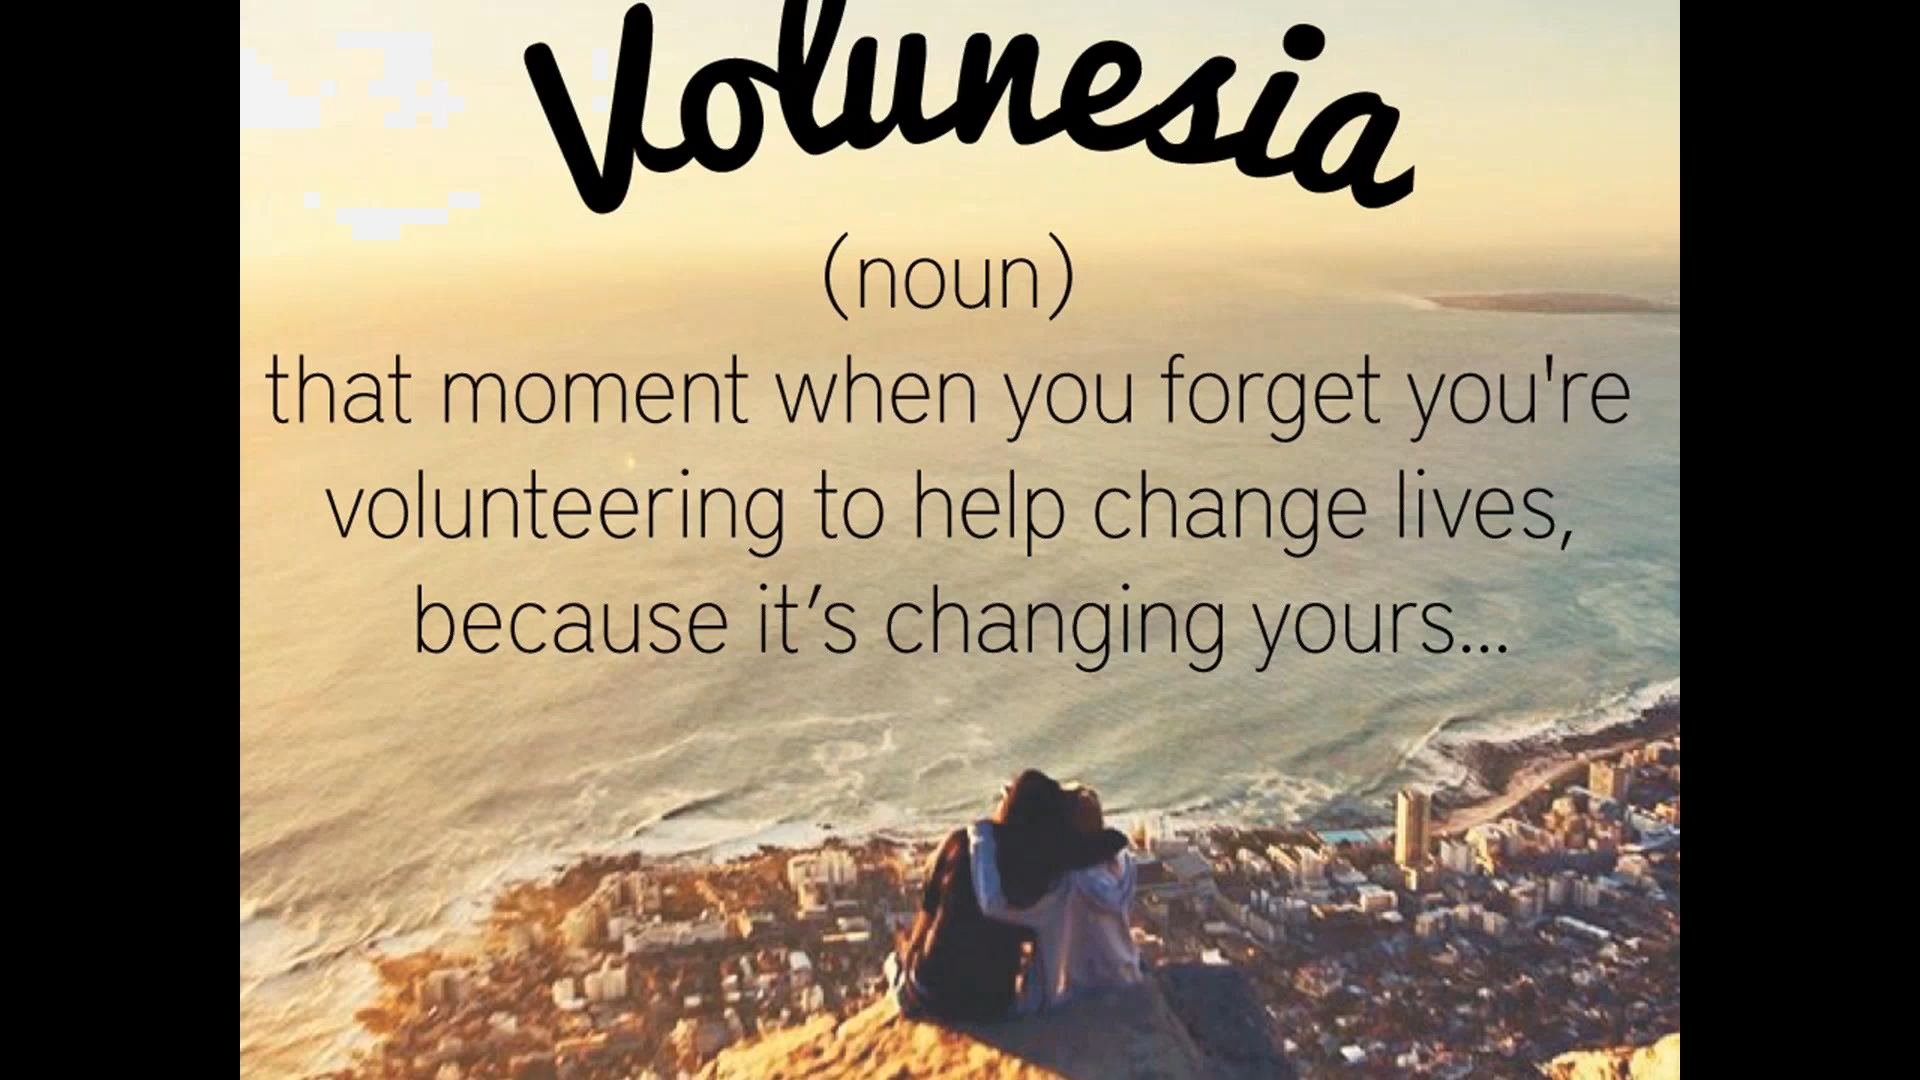 Volunesia
(noun)
that moment when you forget you're
volunteering to help change lives,
because it’s changing yours...